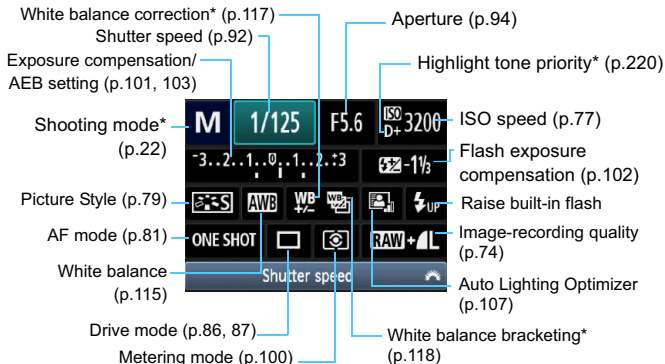 White balance correction* (p.117)
Shutter speed (p.92)
Aperture (p.94)
Exposure compensation/
AEB setting (p.101, 103)
Highlight tone priority* (p.220)
Shooting mode*
(p.22)
M
1/125
F5.6
ISO
D+
3200
ISO speed (p.77)
-3..2..1..0..1..2.+3
-1⅓
Flash exposure
compensation (p.102)
Picture Style (p.79)
S
AWB
WB
+/-
WB
UP
Raise built-in flash
AF mode (p.81)
ONE SHOT
RAW+L
Image-recording quality
(p.74)
White balance
(p.115)
Shutter speed
Auto Lighting Optimizer
(p.107)
Drive mode (p.86, 87)
White balance bracketing*
(p.118)
Metering mode (p.100)